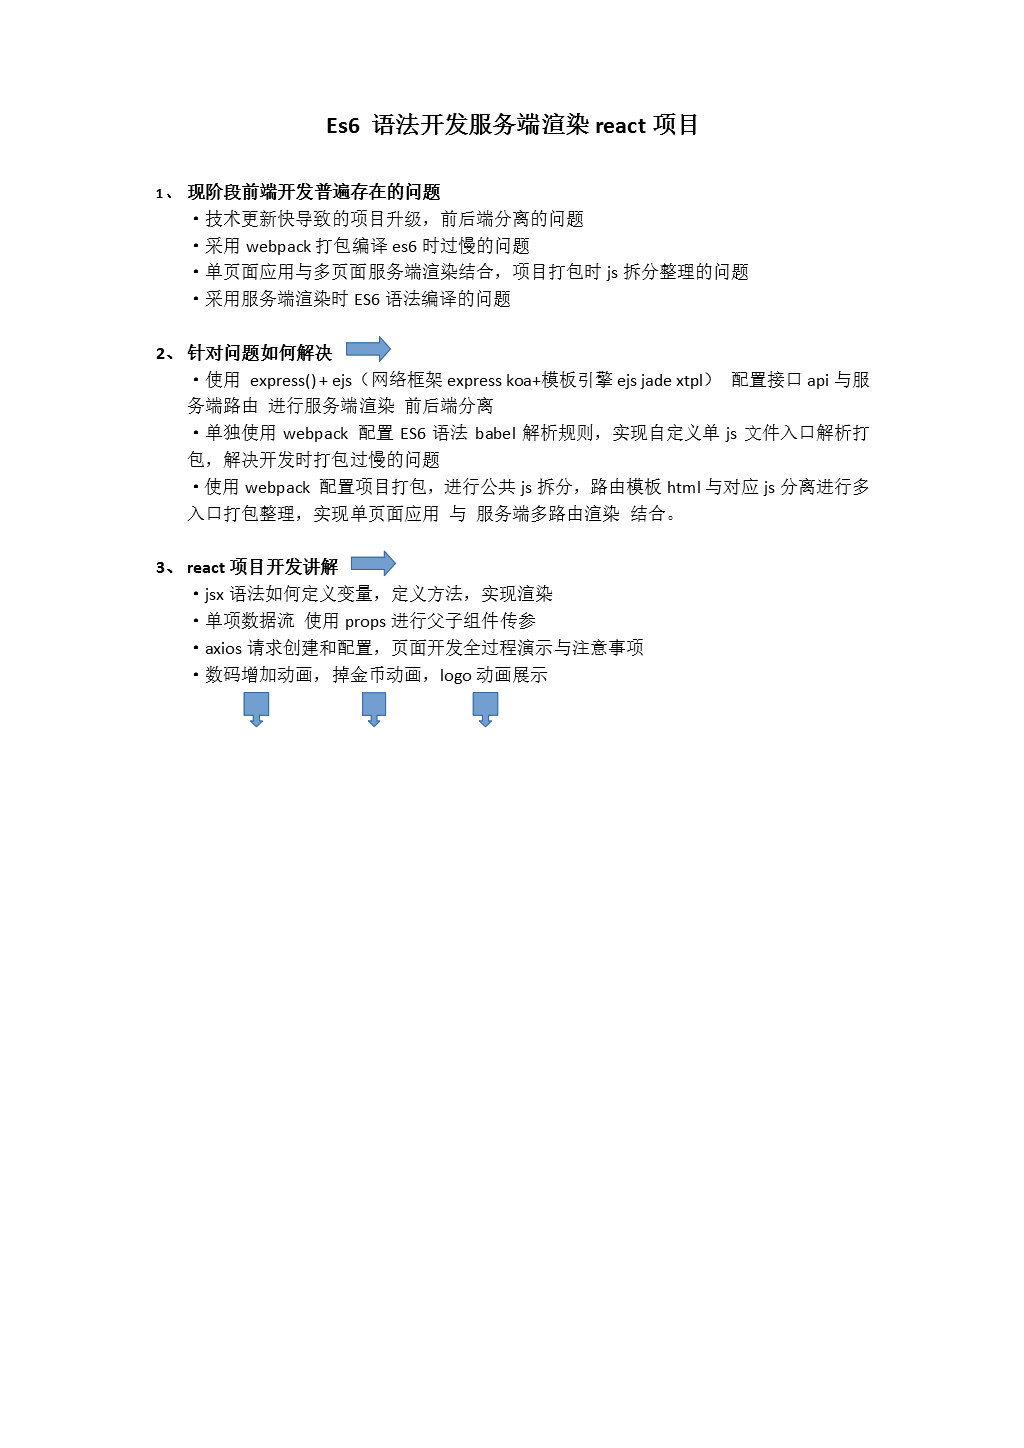 Es6 语法开发服务端渲染 react 项目
1、 现阶段前端开发普遍存在的问题
·技术更新快导致的项目升级，前后端分离的问题
·采用 webpack 打包编译 es6 时过慢的问题
·单页面应用与多页面服务端渲染结合，项目打包时 js 拆分整理的问题
·采用服务端渲染时 ES6 语法编译的问题
2、 针对问题如何解决
·使用 express() + ejs（网络框架 express koa+模板引擎 ejs jade xtpl） 配置接口 api 与服
务端路由 进行服务端渲染 前后端分离
·单独使用 webpack 配置 ES6 语法 babel 解析规则，实现自定义单 js 文件入口解析打
包，解决开发时打包过慢的问题
·使用 webpack 配置项目打包，进行公共 js 拆分，路由模板 html 与对应 js 分离进行多
入口打包整理，实现单页面应用 与 服务端多路由渲染 结合。
3、 react 项目开发讲解
·jsx 语法如何定义变量，定义方法，实现渲染
·单项数据流 使用 props 进行父子组件传参
·axios 请求创建和配置，页面开发全过程演示与注意事项
·数码增加动画，掉金币动画，logo 动画展示